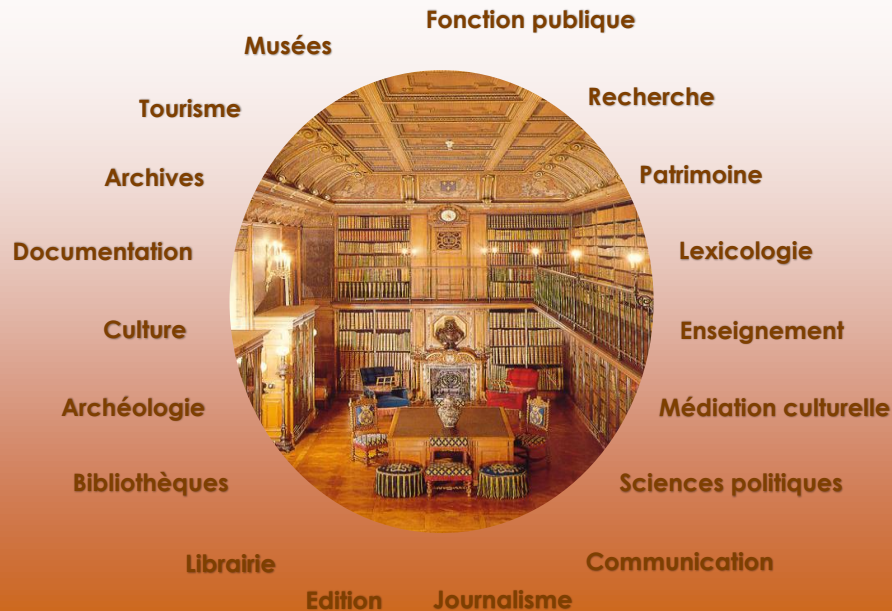 Fonction publique
Musées
Recherche
Tourisme
Patrimoine
Archives
Lexicologie
Documentation
Enseignement
Culture
Médiation culturelle
Archéologie
Sciences politiques
Bibliothèques
Communication
Librairie
Journalisme
Edition